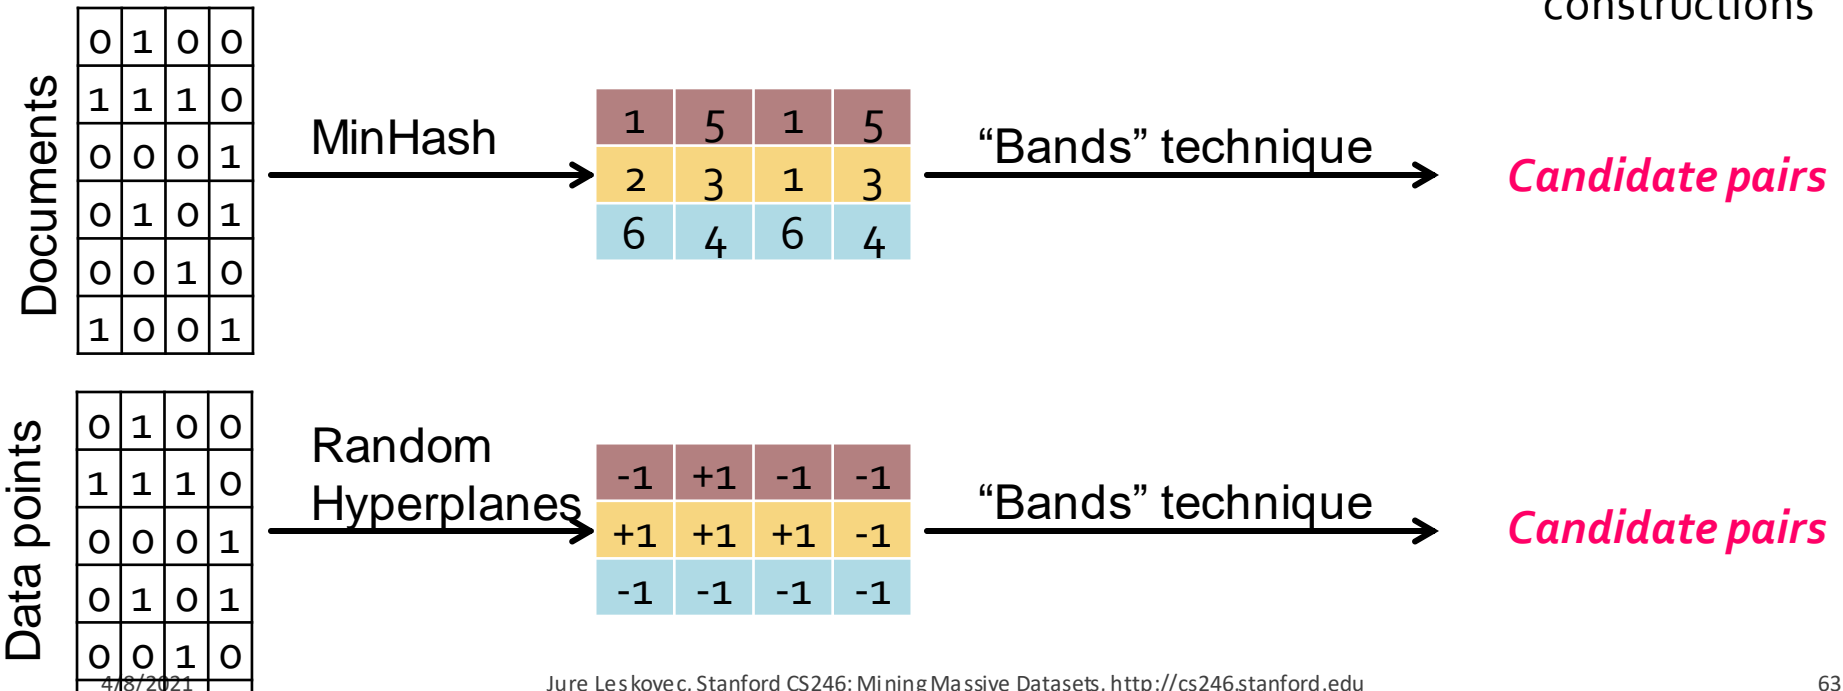 constructions
Documents
0 1 0 0
1 1 1 0
0 0 0 1
0 1 0 1
0 0 1 0
1 0 0 1
MinHash
1 5 1 5
2 3 1 3
6 4 6 4
“Bands” technique
Candidate pairs
Data points
0 1 0 0
1 1 1 0
0 0 0 1
0 1 0 1
0 0 1 0
Random
Hyperplanes
-1 +1 -1 -1
+1 +1 +1 -1
-1 -1 -1 -1
“Bands” technique
Candidate pairs
4/8/2021
Jure Leskovec, Stanford CS246: Mining Massive Datasets, http://cs246.stanford.edu
63